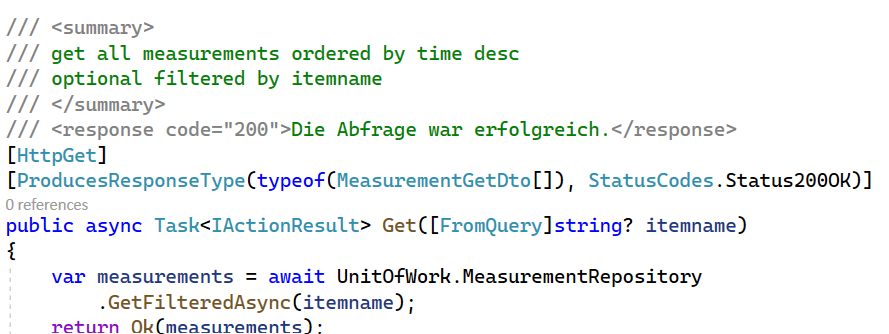 /// <summary>
/// get all measurements ordered by time desc
/// optional filtered by itemname
/// </summary>
/// <response code="200">Die Abfrage war erfolgreich.</response>
[HttpGet]
[ProducesResponseType(typeof(MeasurementGetDto[]), StatusCodes.Status200OK)]
0 references
public async Task<IActionResult> Get([FromQuery]string? itemname)
{
    var measurements = await UnitOfWork.MeasurementRepository
        .GetFilteredAsync(itemname);
    return Ok(measurements);